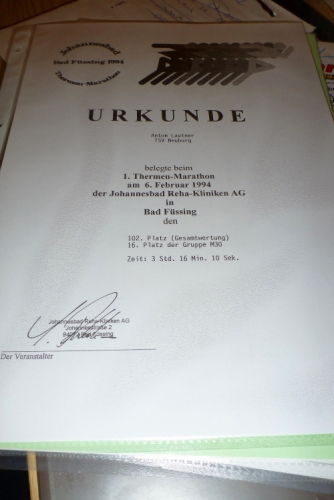 Johannesbad
Bad Füssing 1994
Thermen-Marathon
URKUNDE
Anton Lautner
TSV Neuburg
belegte beim
1. Thermen-Marathon
am 6. Februar 1994
der Johannesbad Reha-Kliniken AG
in
Bad Füssing
den
102. Platz (Gesamtwertung)
16. Platz der Gruppe M30
Zeit: 3 Std. 16 Min. 10 Sek.
Johannesbad Reha-Kliniken AG
Johannesstraße 2
Bad Füssing
Der Veranstalter